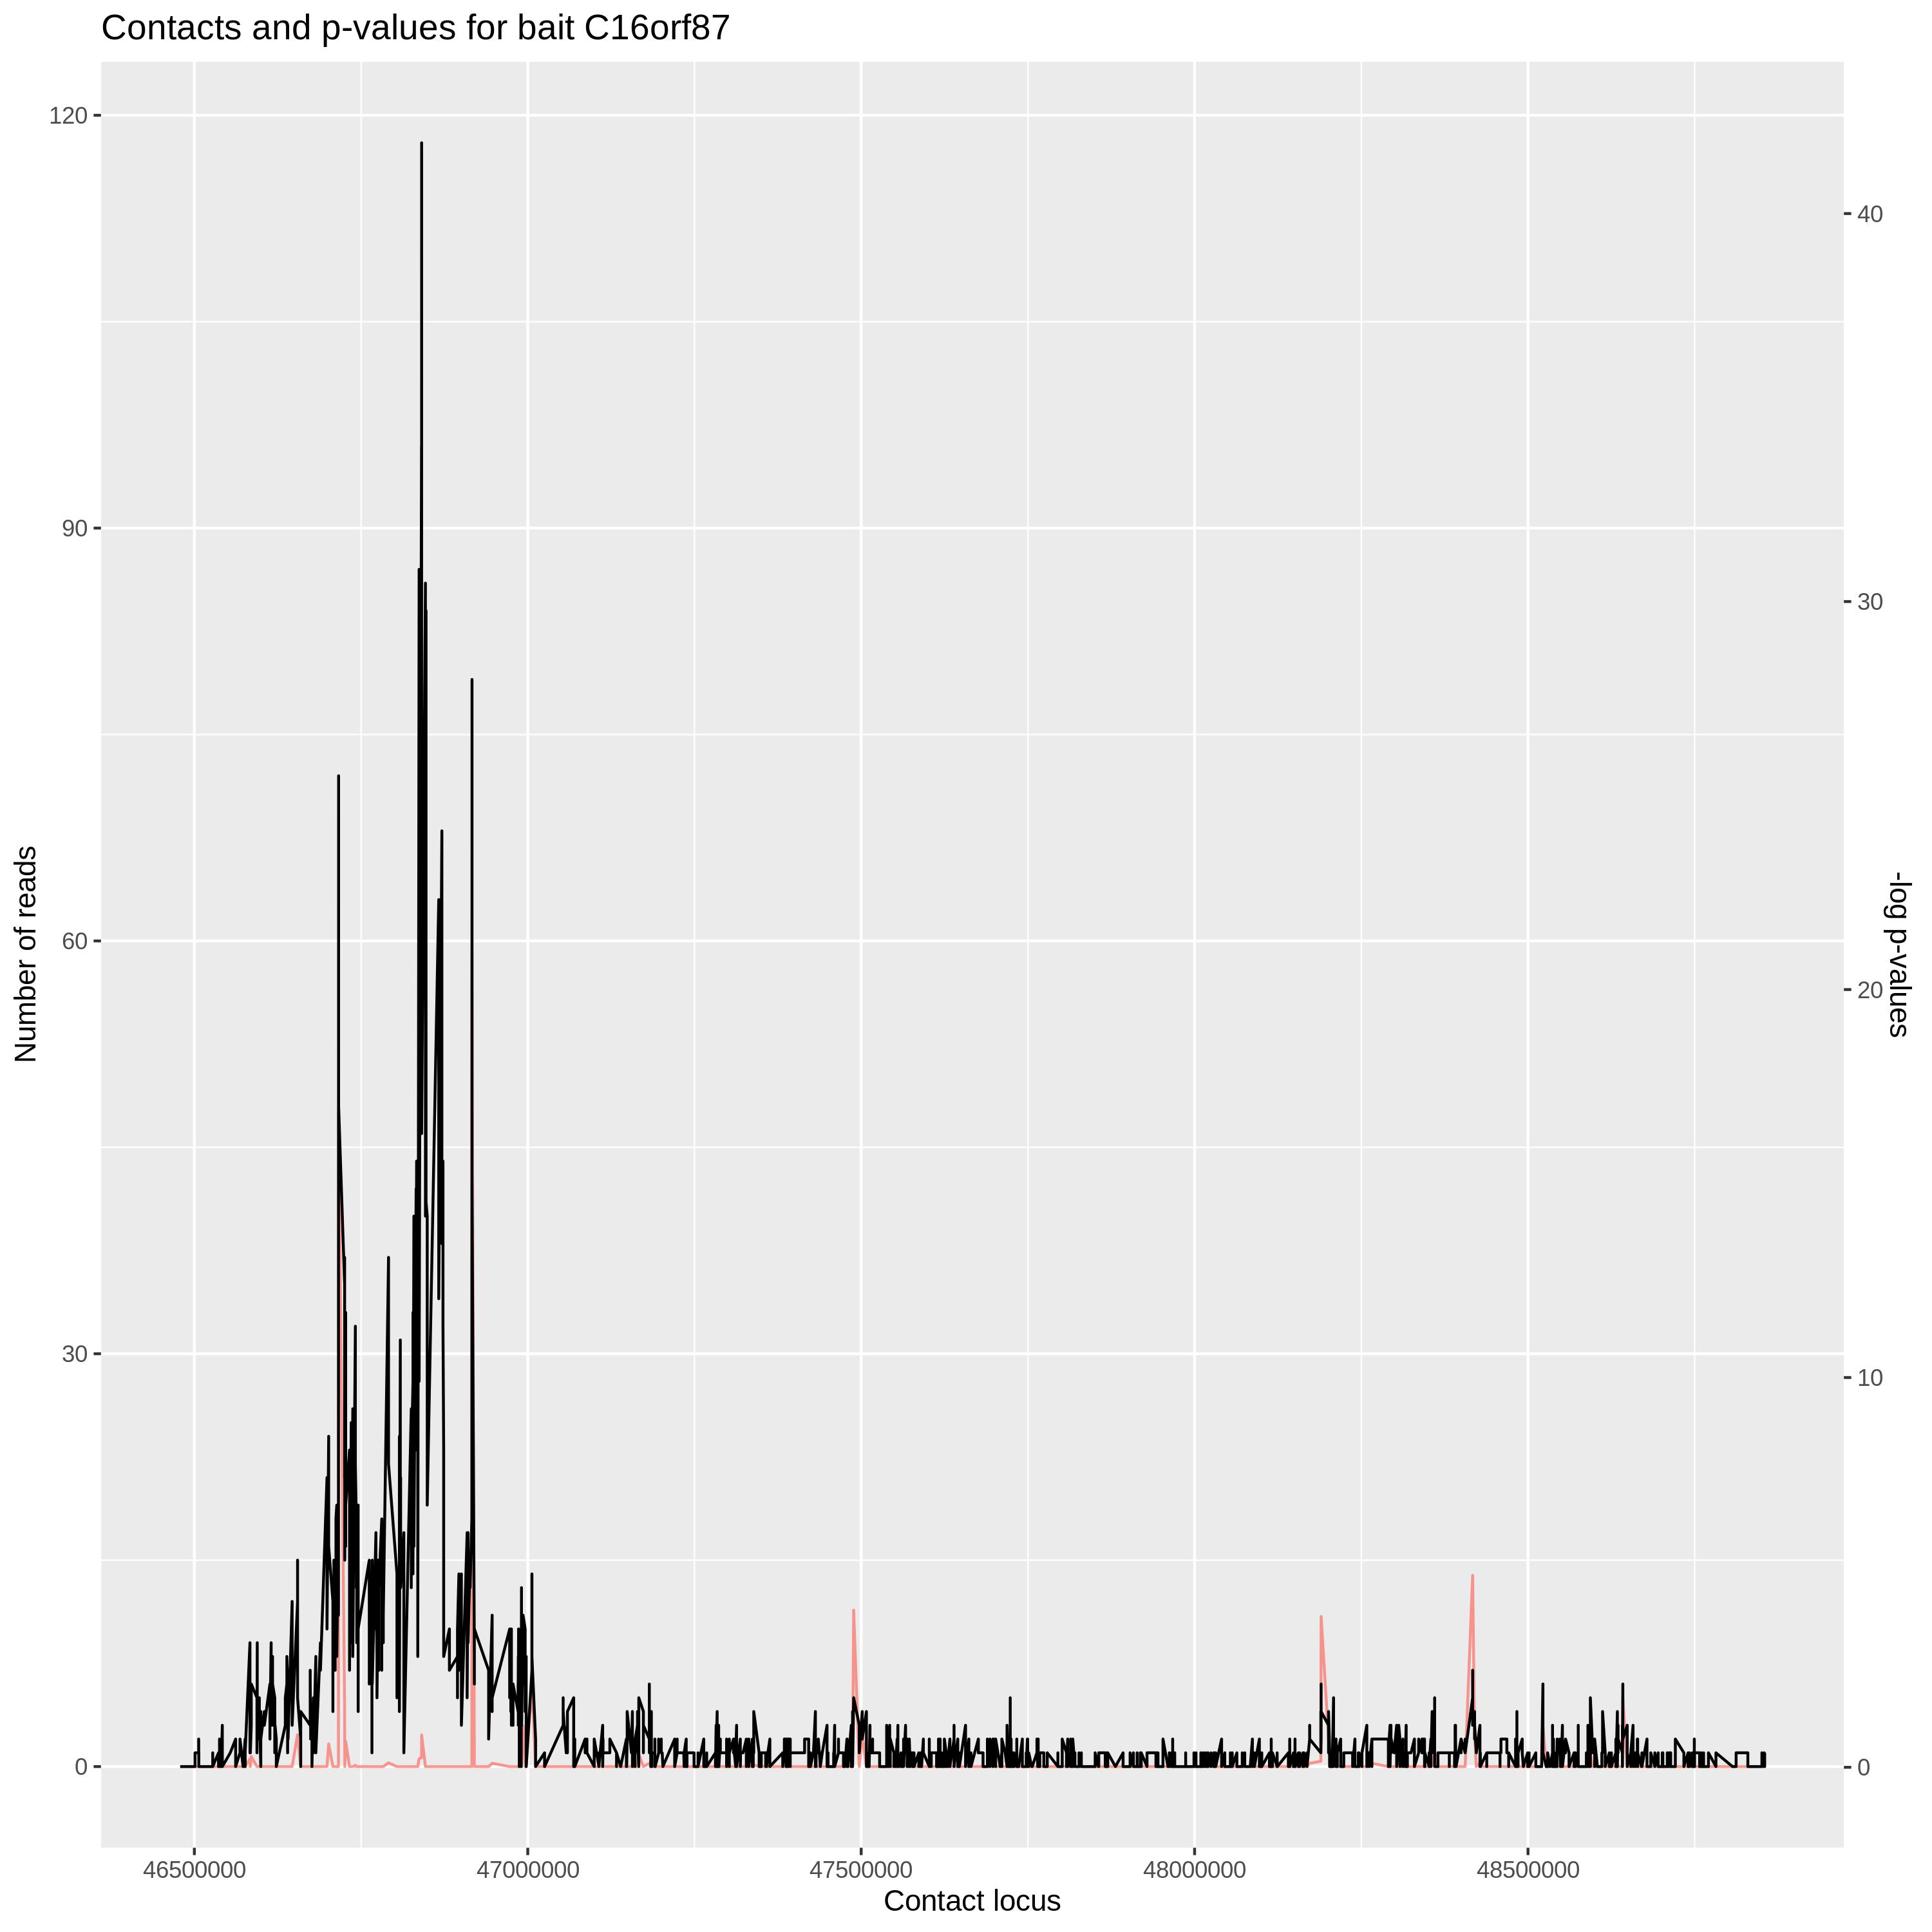 Contacts and p-values for bait C16orf87
120
90
60
30
0
Number of reads
40
30
20
10
0
-log p-values
46500000 47000000 47500000 48000000 48500000
Contact locus